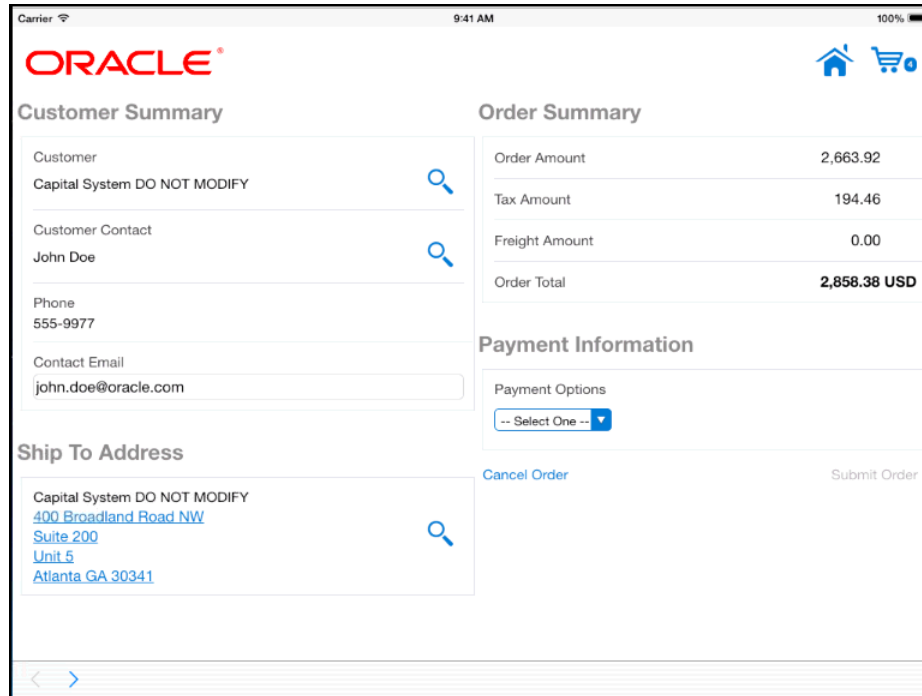 Carrier 9:41 AM 100%
ORACLE®
4
Customer Summary
Customer
Capital System DO NOT MODIFY
Customer Contact
John Doe
Phone
555-9977
Contact Email
john.doe@oracle.com
Ship To Address
Capital System DO NOT MODIFY
400 Broadland Road NW
Suite 200
Unit 5
Atlanta GA 30341
Order Summary
Order Amount 2,663.92
Tax Amount 194.46
Freight Amount 0.00
Order Total 2,858.38 USD
Payment Information
Payment Options
-- Select One --
Cancel Order Submit Order